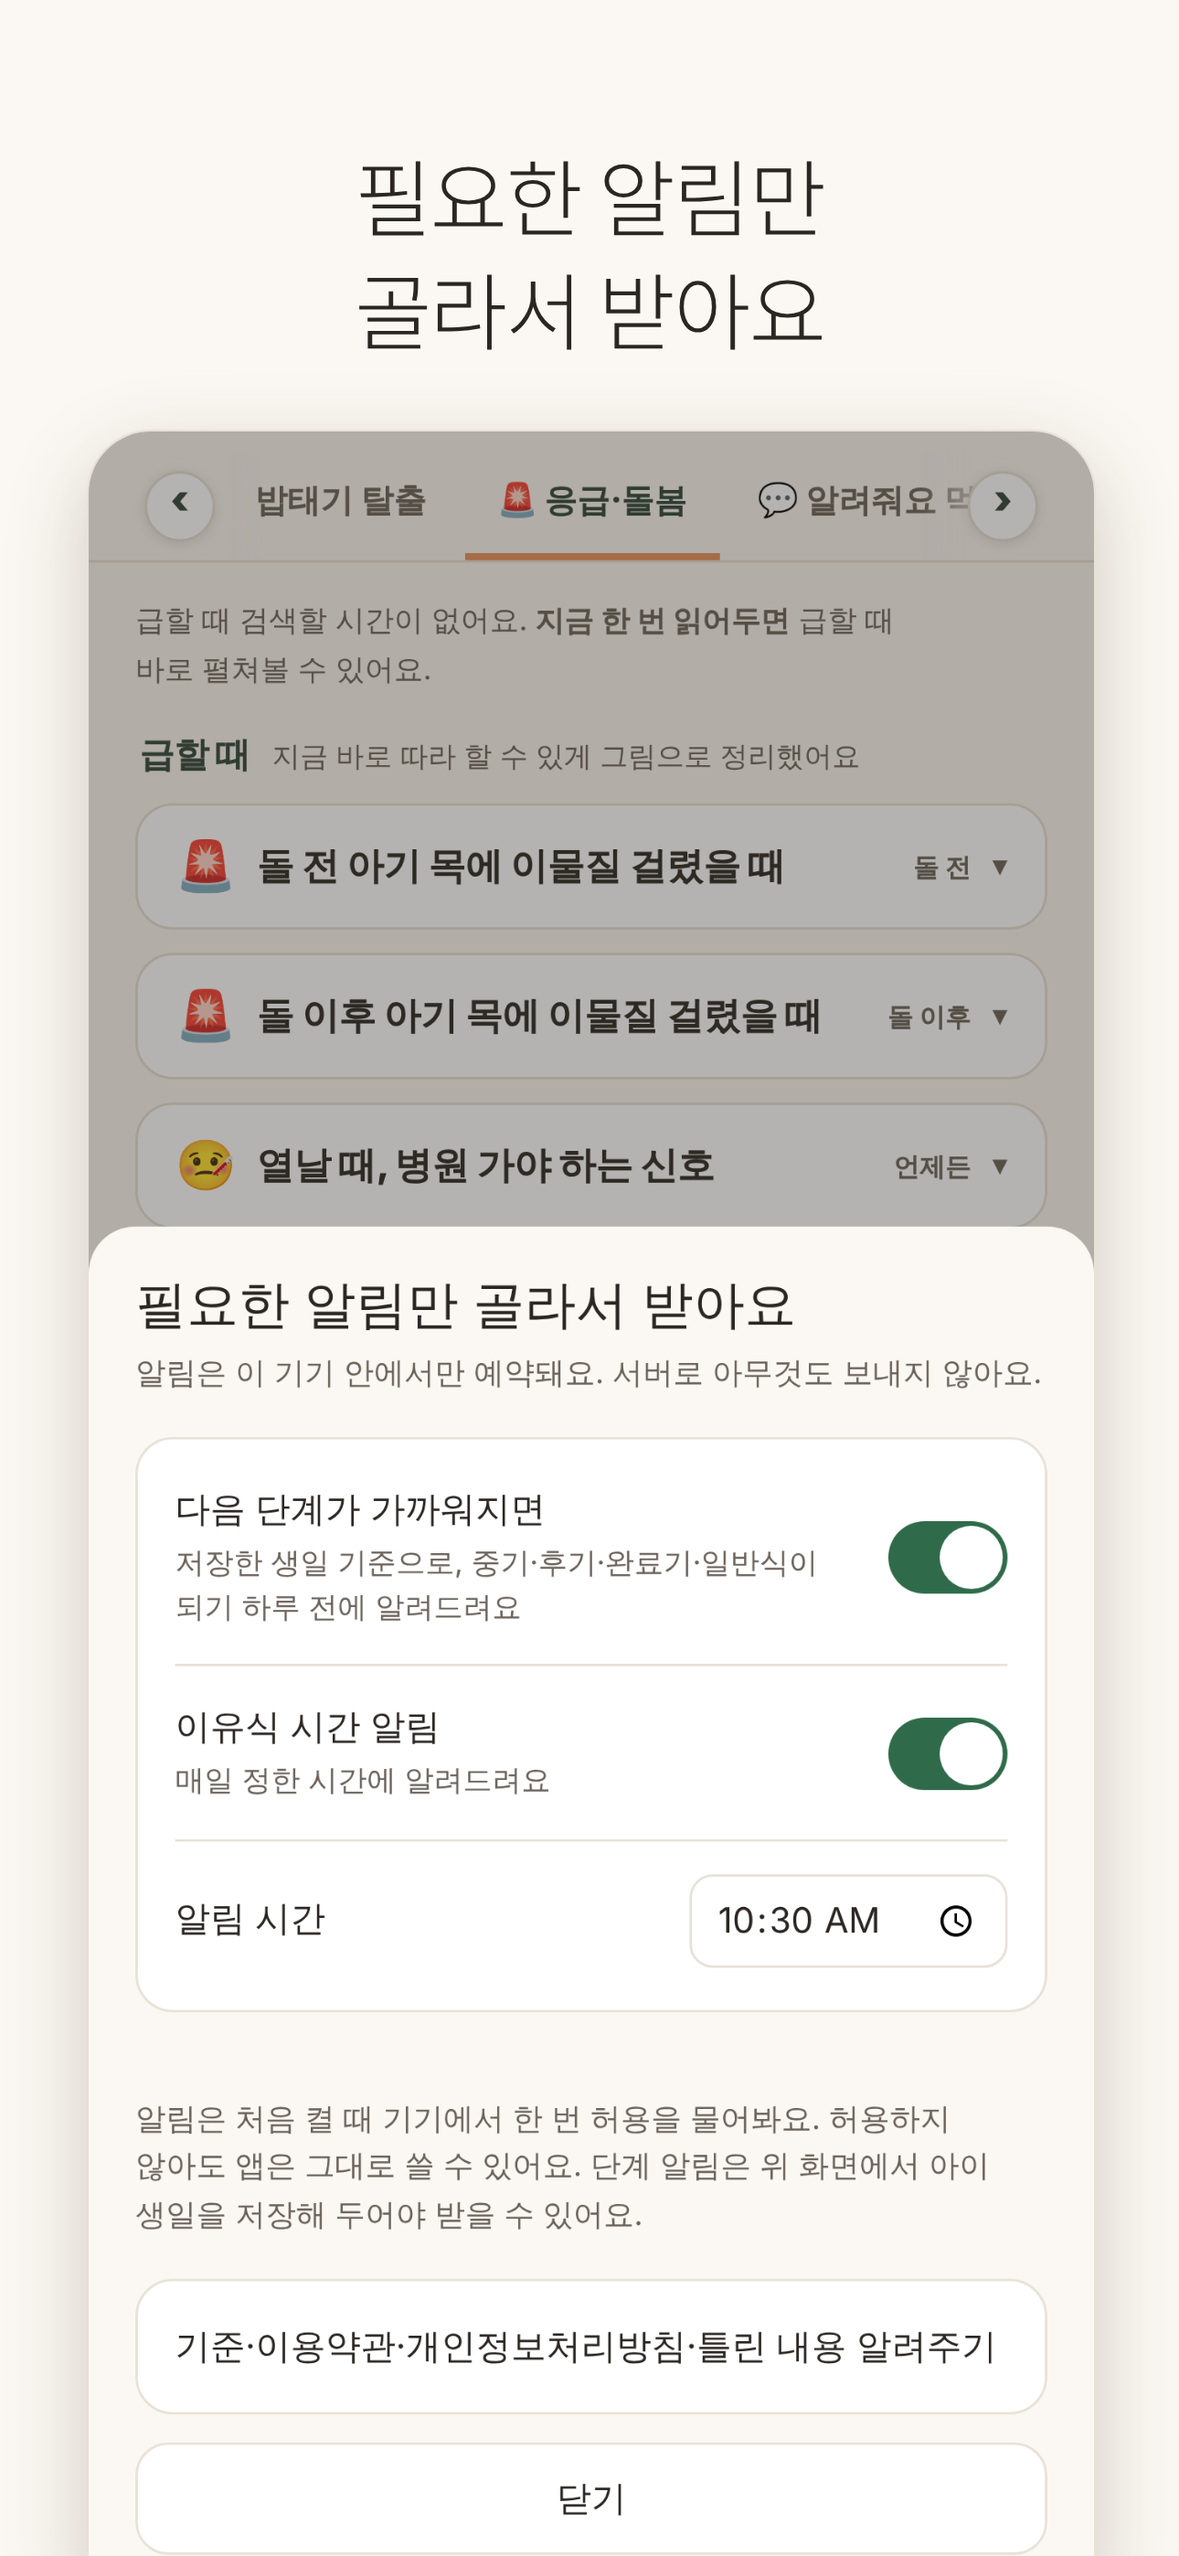 필요한 알림만
골라서 받아요
밥태기 탈출
🚨 응급·돌봄
💬 알려줘요
급할 때 검색할 시간이 없어요. 지금 한 번 읽어두면 급할 때
바로 펼쳐볼 수 있어요.
급할 때 지금 바로 따라 할 수 있게 그림으로 정리했어요
🚨 돌 전 아기 목에 이물질 걸렸을 때 돌 전 ▼
🚨 돌 이후 아기 목에 이물질 걸렸을 때 돌 이후 ▼
🤒 열날 때, 병원 가야 하는 신호 언제든 ▼
필요한 알림만 골라서 받아요
알림은 이 기기 안에서만 예약돼요. 서버로 아무것도 보내지 않아요.
다음 단계가 가까워지면
저장한 생일 기준으로, 중기·후기·완료기·일반식이
되기 하루 전에 알려드려요
이유식 시간 알림
매일 정한 시간에 알려드려요
알림 시간 10:30 AM
알림은 처음 켤 때 기기에서 한 번 허용을 물어봐요. 허용하지
않아도 앱은 그대로 쓸 수 있어요. 단계 알림은 위 화면에서 아이
생일을 저장해 두어야 받을 수 있어요.
기준·이용약관·개인정보처리방침·틀린 내용 알려주기
닫기